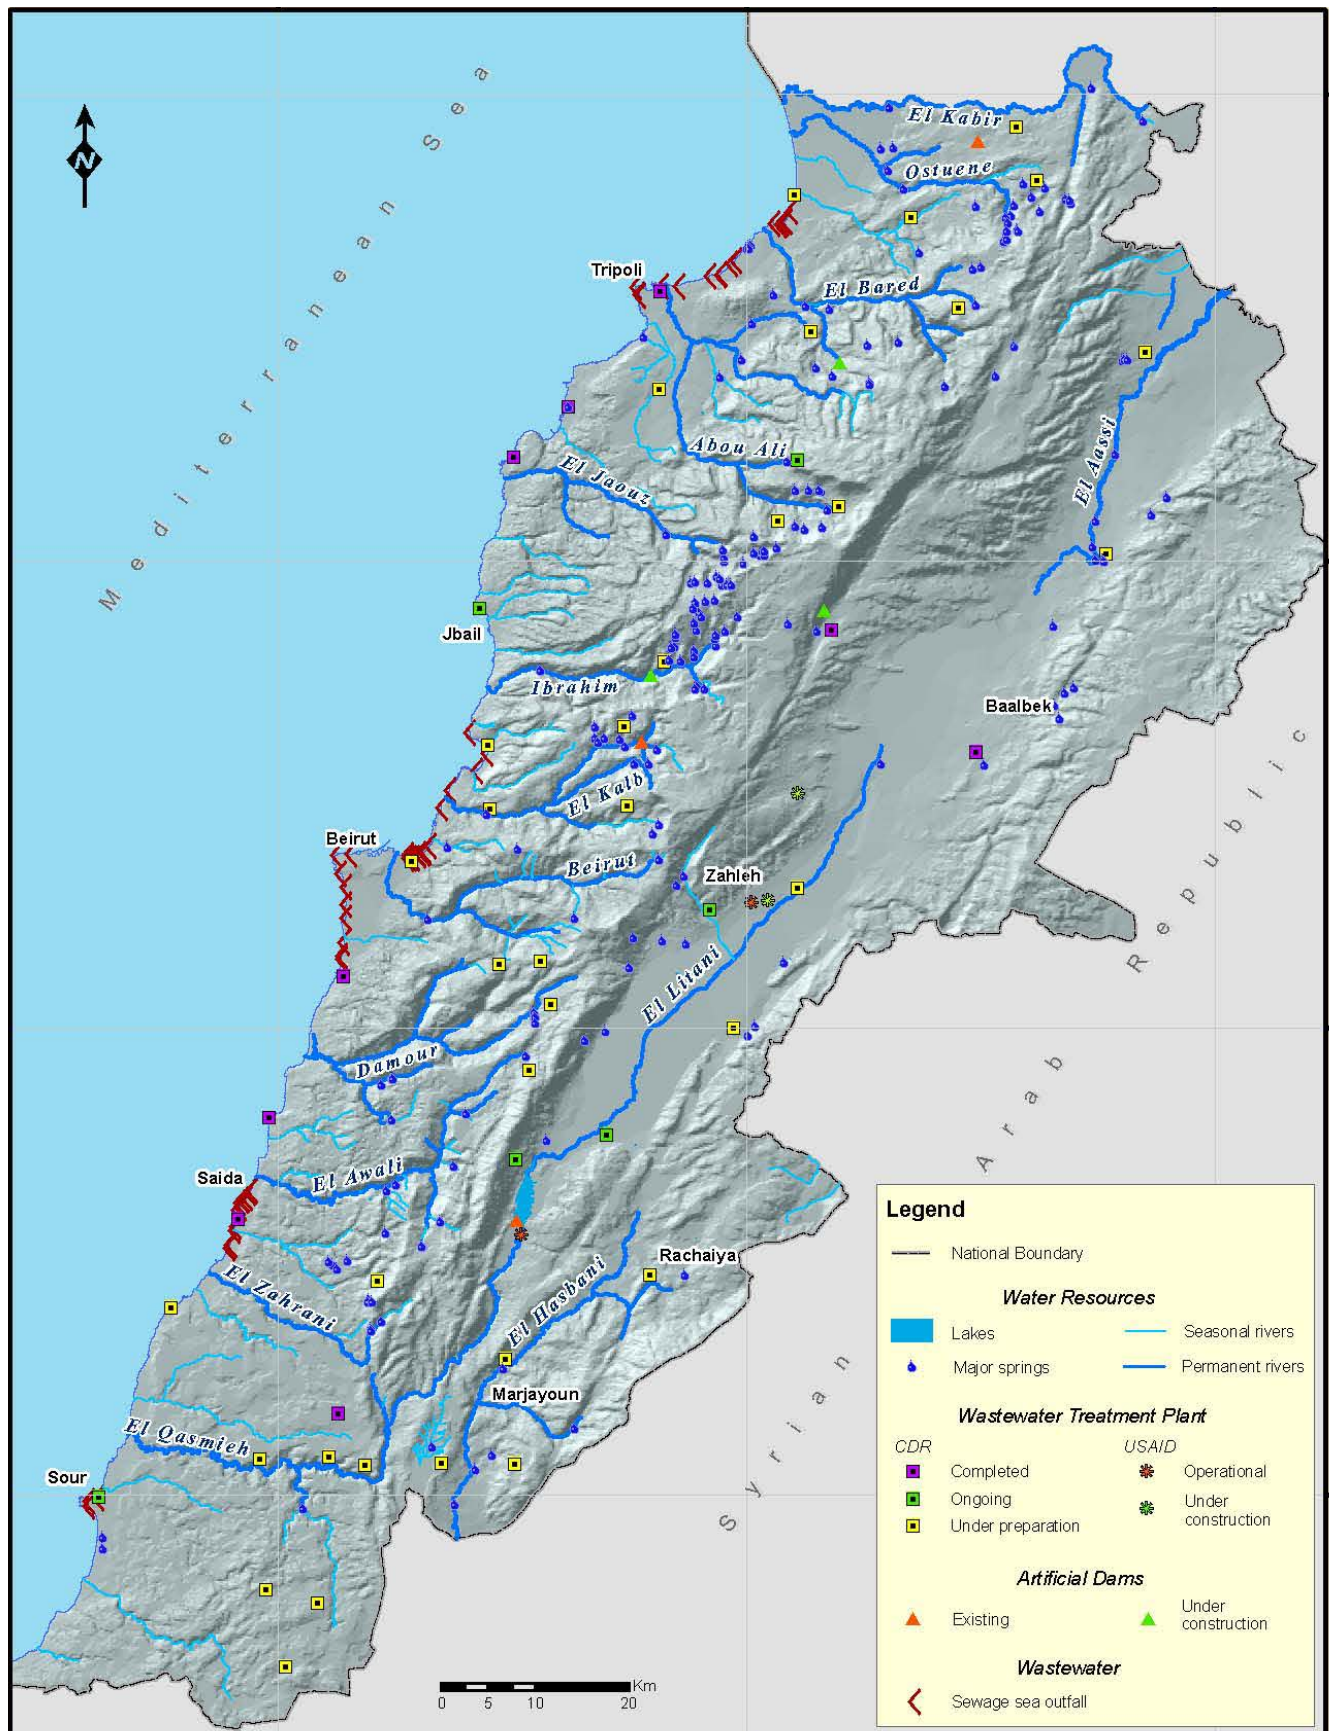 Mediterranean Sea
N
El Kabir
Ostuene
Tripoli
El Bared
Abou Ali
El Jaouz
El Aassi
Jbail
Ibrahim
Baalbek
El Kalb
Beirut
Beirut
Zahleh
El Litani
Damour
Saida
El Awali
Rachaiya
El Zahrani
El Hasbani
Marjayoun
El Qasmieh
Sour
Syrian Arab Republic
Legend
National Boundary
Water Resources
Lakes
Seasonal rivers
Major springs
Permanent rivers
Wastewater Treatment Plant
CDR
USAID
Completed
Operational
Ongoing
Under
construction
Under preparation
Artificial Dams
Existing
Under
construction
Wastewater
Sewage sea outfall
Km
0 5 10 20